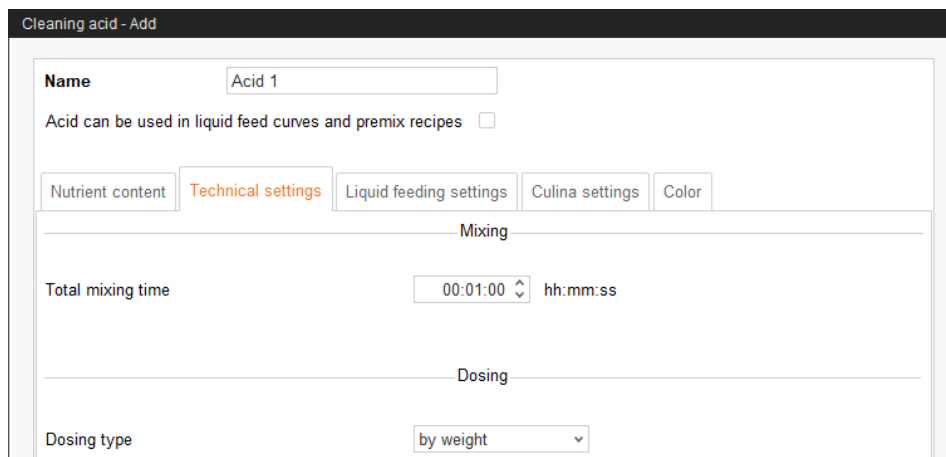 Cleaning acid - Add
Name Acid 1
Acid can be used in liquid feed curves and premix recipes
Nutrient content Technical settings Liquid feeding settings Culina settings Color
Mixing
Total mixing time 00:01:00 hh:mm:ss
Dosing
Dosing type by weight